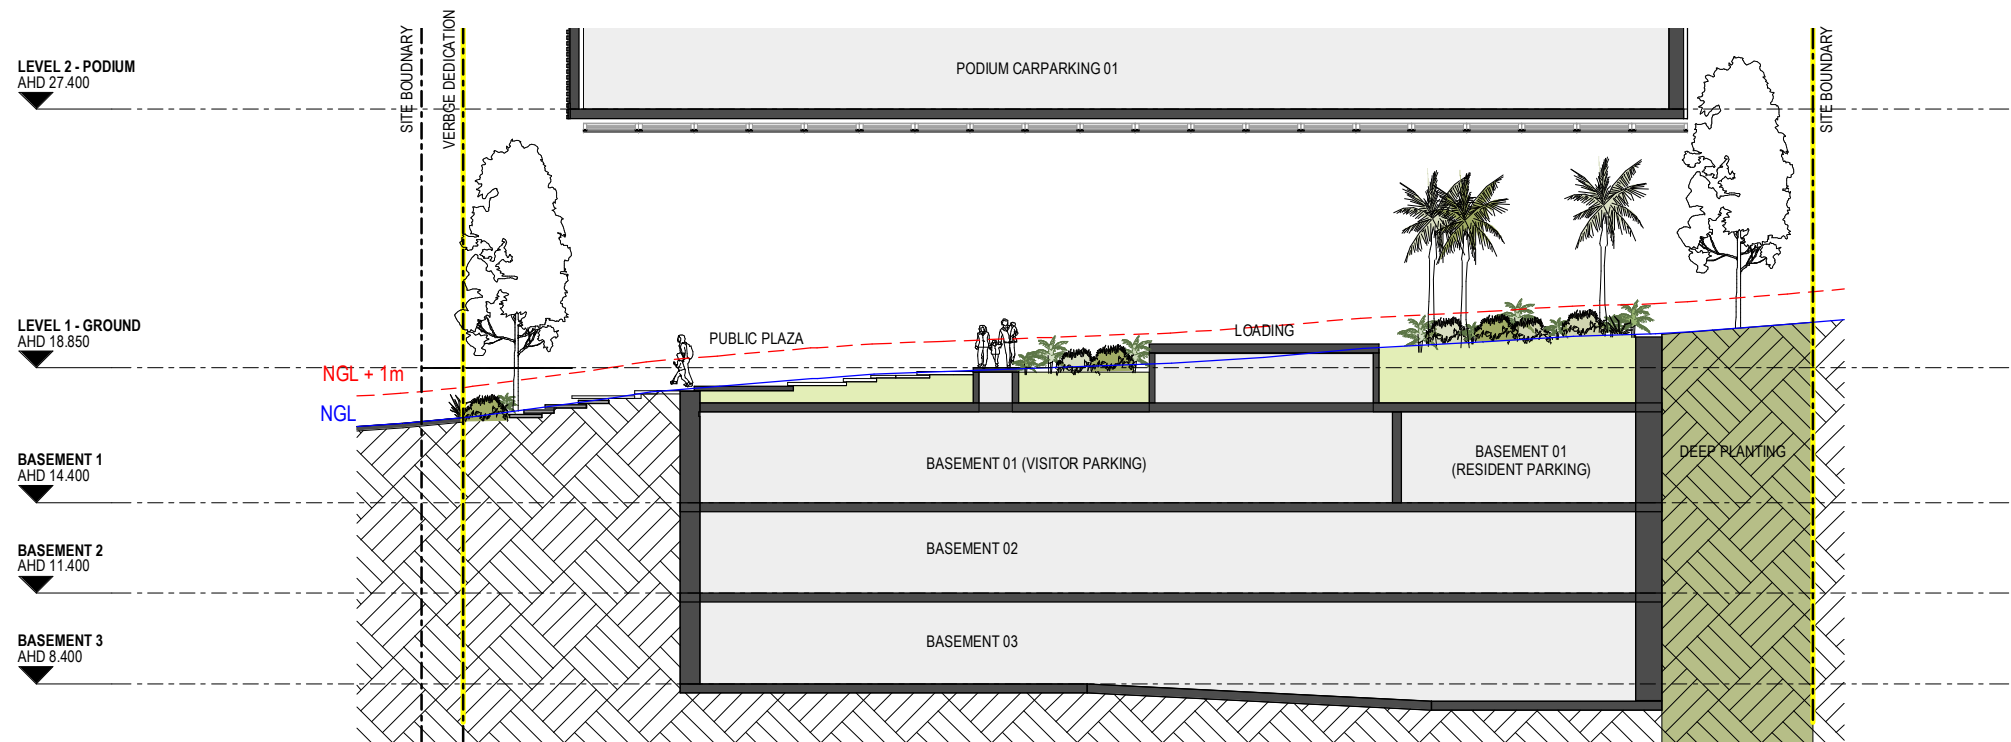 LEVEL 2 - PODIUM
AHD 27.400
SITE BOUDNARY
VERBGE DEDICATION
PODIUM CARPARKING 01
SITE BOUNDARY
LEVEL 1 - GROUND
AHD 18.850
PUBLIC PLAZA
LOADING
NGL + 1m
NGL
BASEMENT 1
AHD 14.400
BASEMENT 01 (VISITOR PARKING)
BASEMENT 01
(RESIDENT PARKING)
DEEP PLANTING
BASEMENT 2
AHD 11.400
BASEMENT 02
BASEMENT 3
AHD 8.400
BASEMENT 03